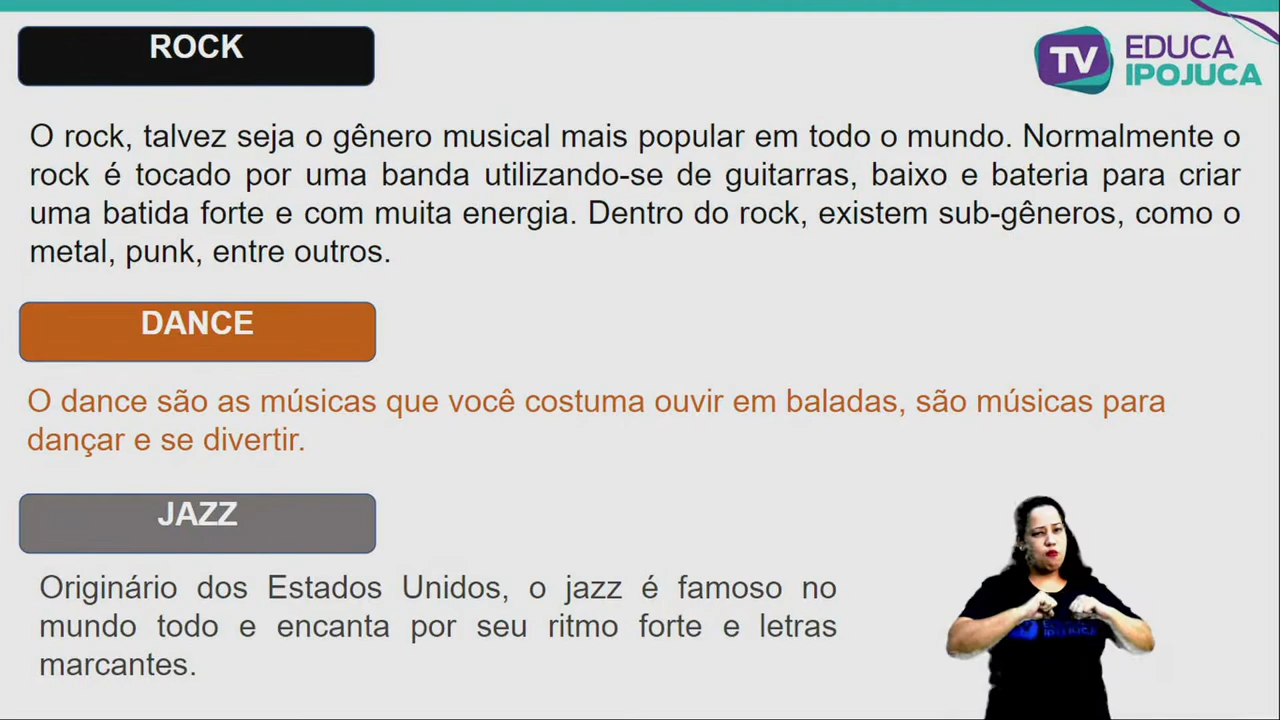 ROCK
TV EDUCA
IPOJUCA
O rock, talvez seja o gênero musical mais popular em todo o mundo. Normalmente o
rock é tocado por uma banda utilizando-se de guitarras, baixo e bateria para criar
uma batida forte e com muita energia. Dentro do rock, existem sub-gêneros, como o
metal, punk, entre outros.
DANCE
O dance são as músicas que você costuma ouvir em baladas, são músicas para
dançar e se divertir.
JAZZ
Originário dos Estados Unidos, o jazz é famoso no
mundo todo e encanta por seu ritmo forte e letras
marcantes.
IPOJUCA